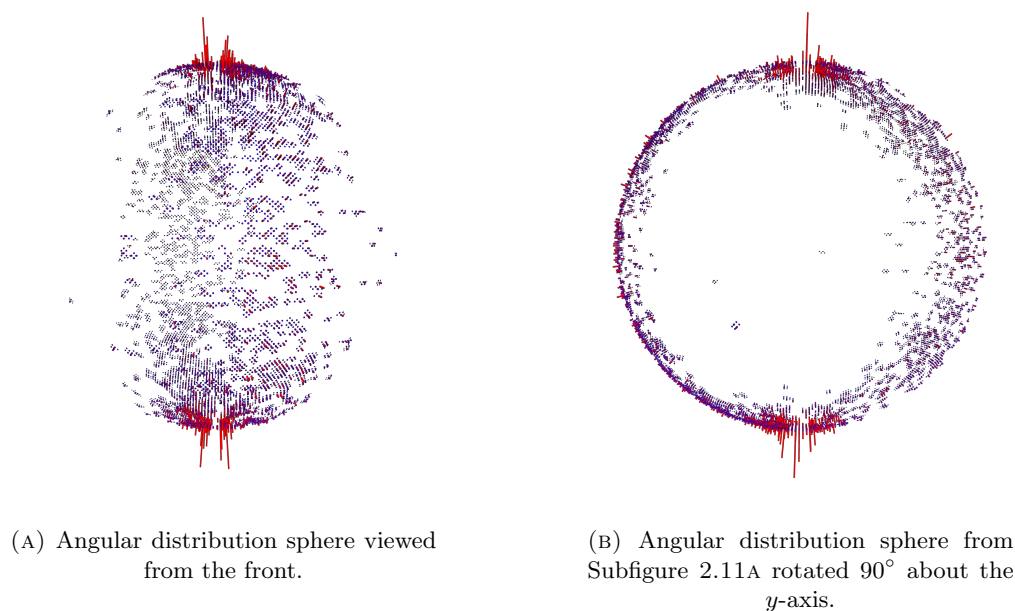 (A) Angular distribution sphere viewed
from the front.
(B) Angular distribution sphere from
Subfigure 2.11A rotated 90° about the
y-axis.